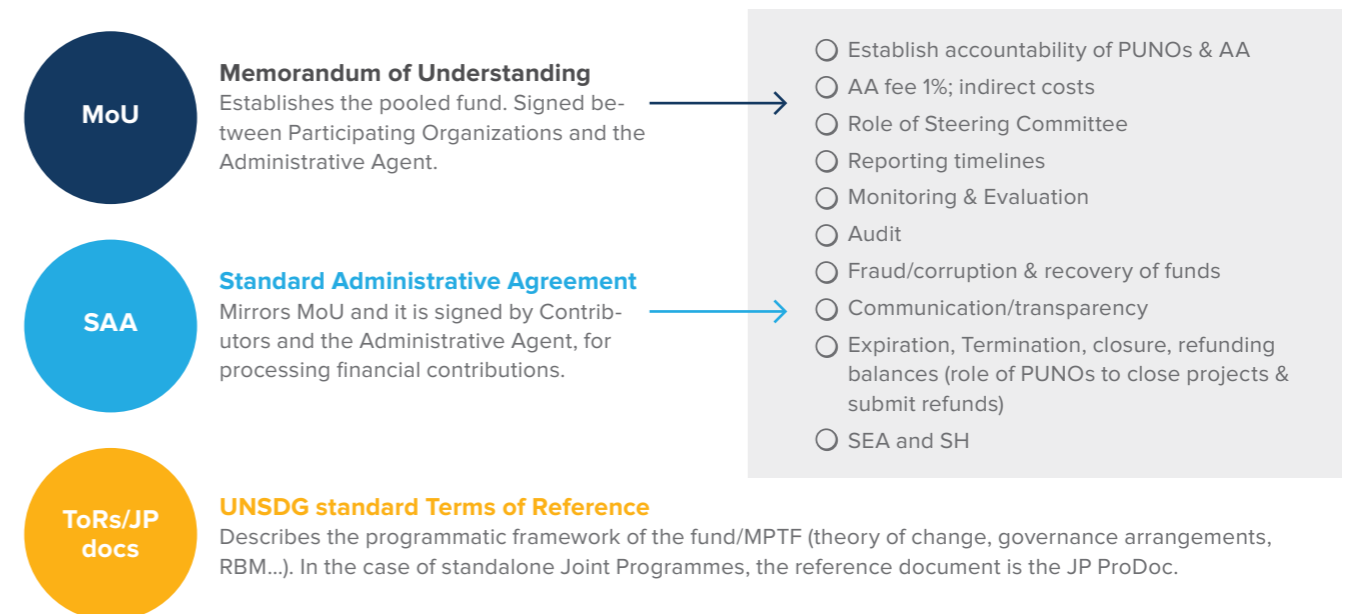 MoU
Memorandum of Understanding
Establishes the pooled fund. Signed be-
tween Participating Organizations and the
Administrative Agent.
SAA
Standard Administrative Agreement
Mirrors MoU and it is signed by Contrib-
utors and the Administrative Agent, for
processing financial contributions.
Establish accountability of PUNOs & AA
AA fee 1%; indirect costs
Role of Steering Committee
Reporting timelines
Monitoring & Evaluation
Audit
Fraud/corruption & recovery of funds
Communication/transparency
Expiration, Termination, closure, refunding
balances (role of PUNOs to close projects &
submit refunds)
SEA and SH
ToRs/JP
docs
UNSDG standard Terms of Reference
Describes the programmatic framework of the fund/MPTF (theory of change, governance arrangements,
RBM...). In the case of standalone Joint Programmes, the reference document is the JP ProDoc.